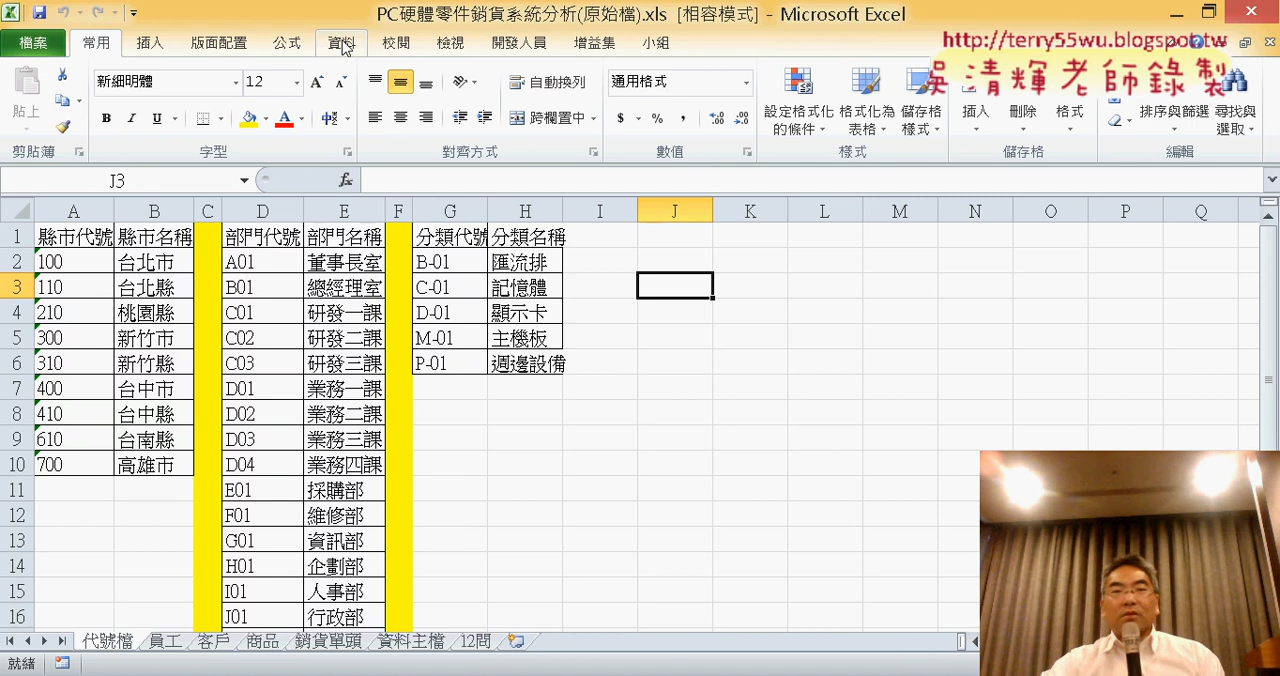 PC硬體零件銷貨系統分析(原始檔).xls [相容模式] - Microsoft Excel
檔案 常用 插入 版面配置 公式 資料 校閱 檢視 開發人員 增益集 小組
http://terry55wu.blogspot.tw
吳清輝老師錄製
新細明體 12 自動換列 通用格式
貼上 B I U A 跨欄置中 $ % , 設定格式化的條件 格式化為表格 儲存格樣式 插入 刪除 格式 排序與篩選 尋找與選取
剪貼簿 字型 對齊方式 數值 樣式 儲存格 編輯
J3 fx
A B C D E F G H I J K L M N O P Q
1 縣市代號 縣市名稱 部門代號 部門名稱 分類代號 分類名稱
2 100 台北市 A01 董事長室 B-01 匯流排
3 110 台北縣 B01 總經理室 C-01 記憶體
4 210 桃園縣 C01 研發一課 D-01 顯示卡
5 300 新竹市 C02 研發二課 M-01 主機板
6 310 新竹縣 C03 研發三課 P-01 週邊設備
7 400 台中市 D01 業務一課
8 410 台中縣 D02 業務二課
9 610 台南縣 D03 業務三課
10 700 高雄市 D04 業務四課
11 E01 採購部
12 F01 維修部
13 G01 資訊部
14 H01 企劃部
15 I01 人事部
16 J01 行政部
代號檔 員工 客戶 商品 銷貨單頭 資料主檔 12問
就緒